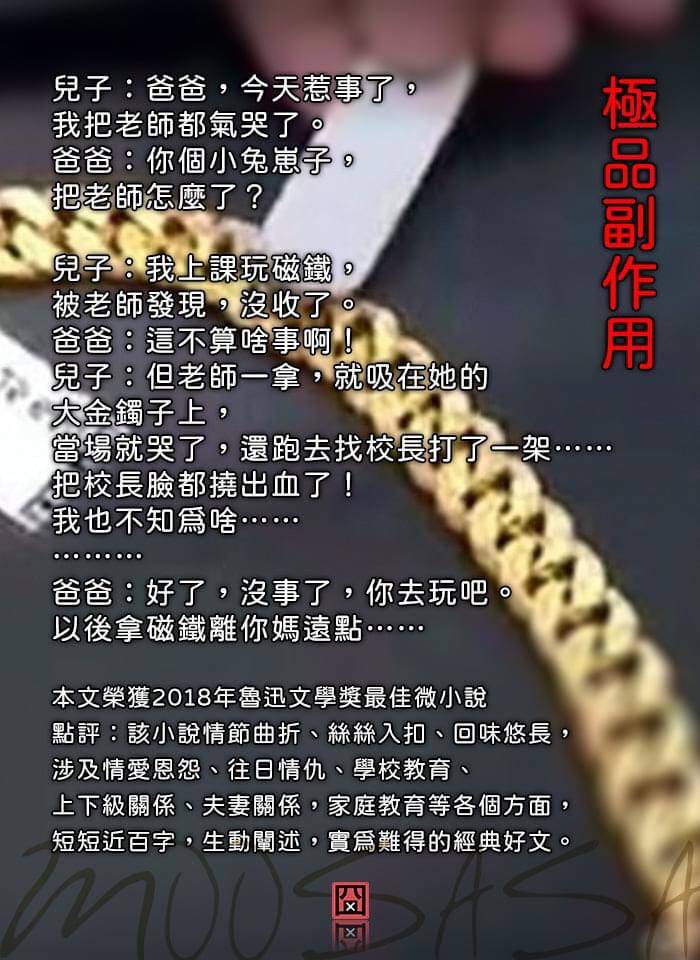 極品副作用
兒子：爸爸，今天惹事了，
我把老師都氣哭了。
爸爸：你個小兔崽子，
把老師怎麼了？
兒子：我上課玩磁鐵，
被老師發現，沒收了。
爸爸：這不算啥事啊！
兒子：但老師一拿，就吸在她的
大金鐲子上，
當場就哭了，還跑去找校長打了一架……
把校長臉都撓出血了！
我也不知爲啥……
………
爸爸：好了，沒事了，你去玩吧。
以後拿磁鐵離你媽遠點……
本文榮獲2018年魯迅文學獎最佳微小說
點評：該小說情節曲折、絲絲入扣、回味悠長，
涉及情愛恩怨、往日情仇、學校教育、
上下級關係、夫妻關係，家庭教育等各個方面，
短短近百字，生動闡述，實爲難得的經典好文。
MOOSASA
囧